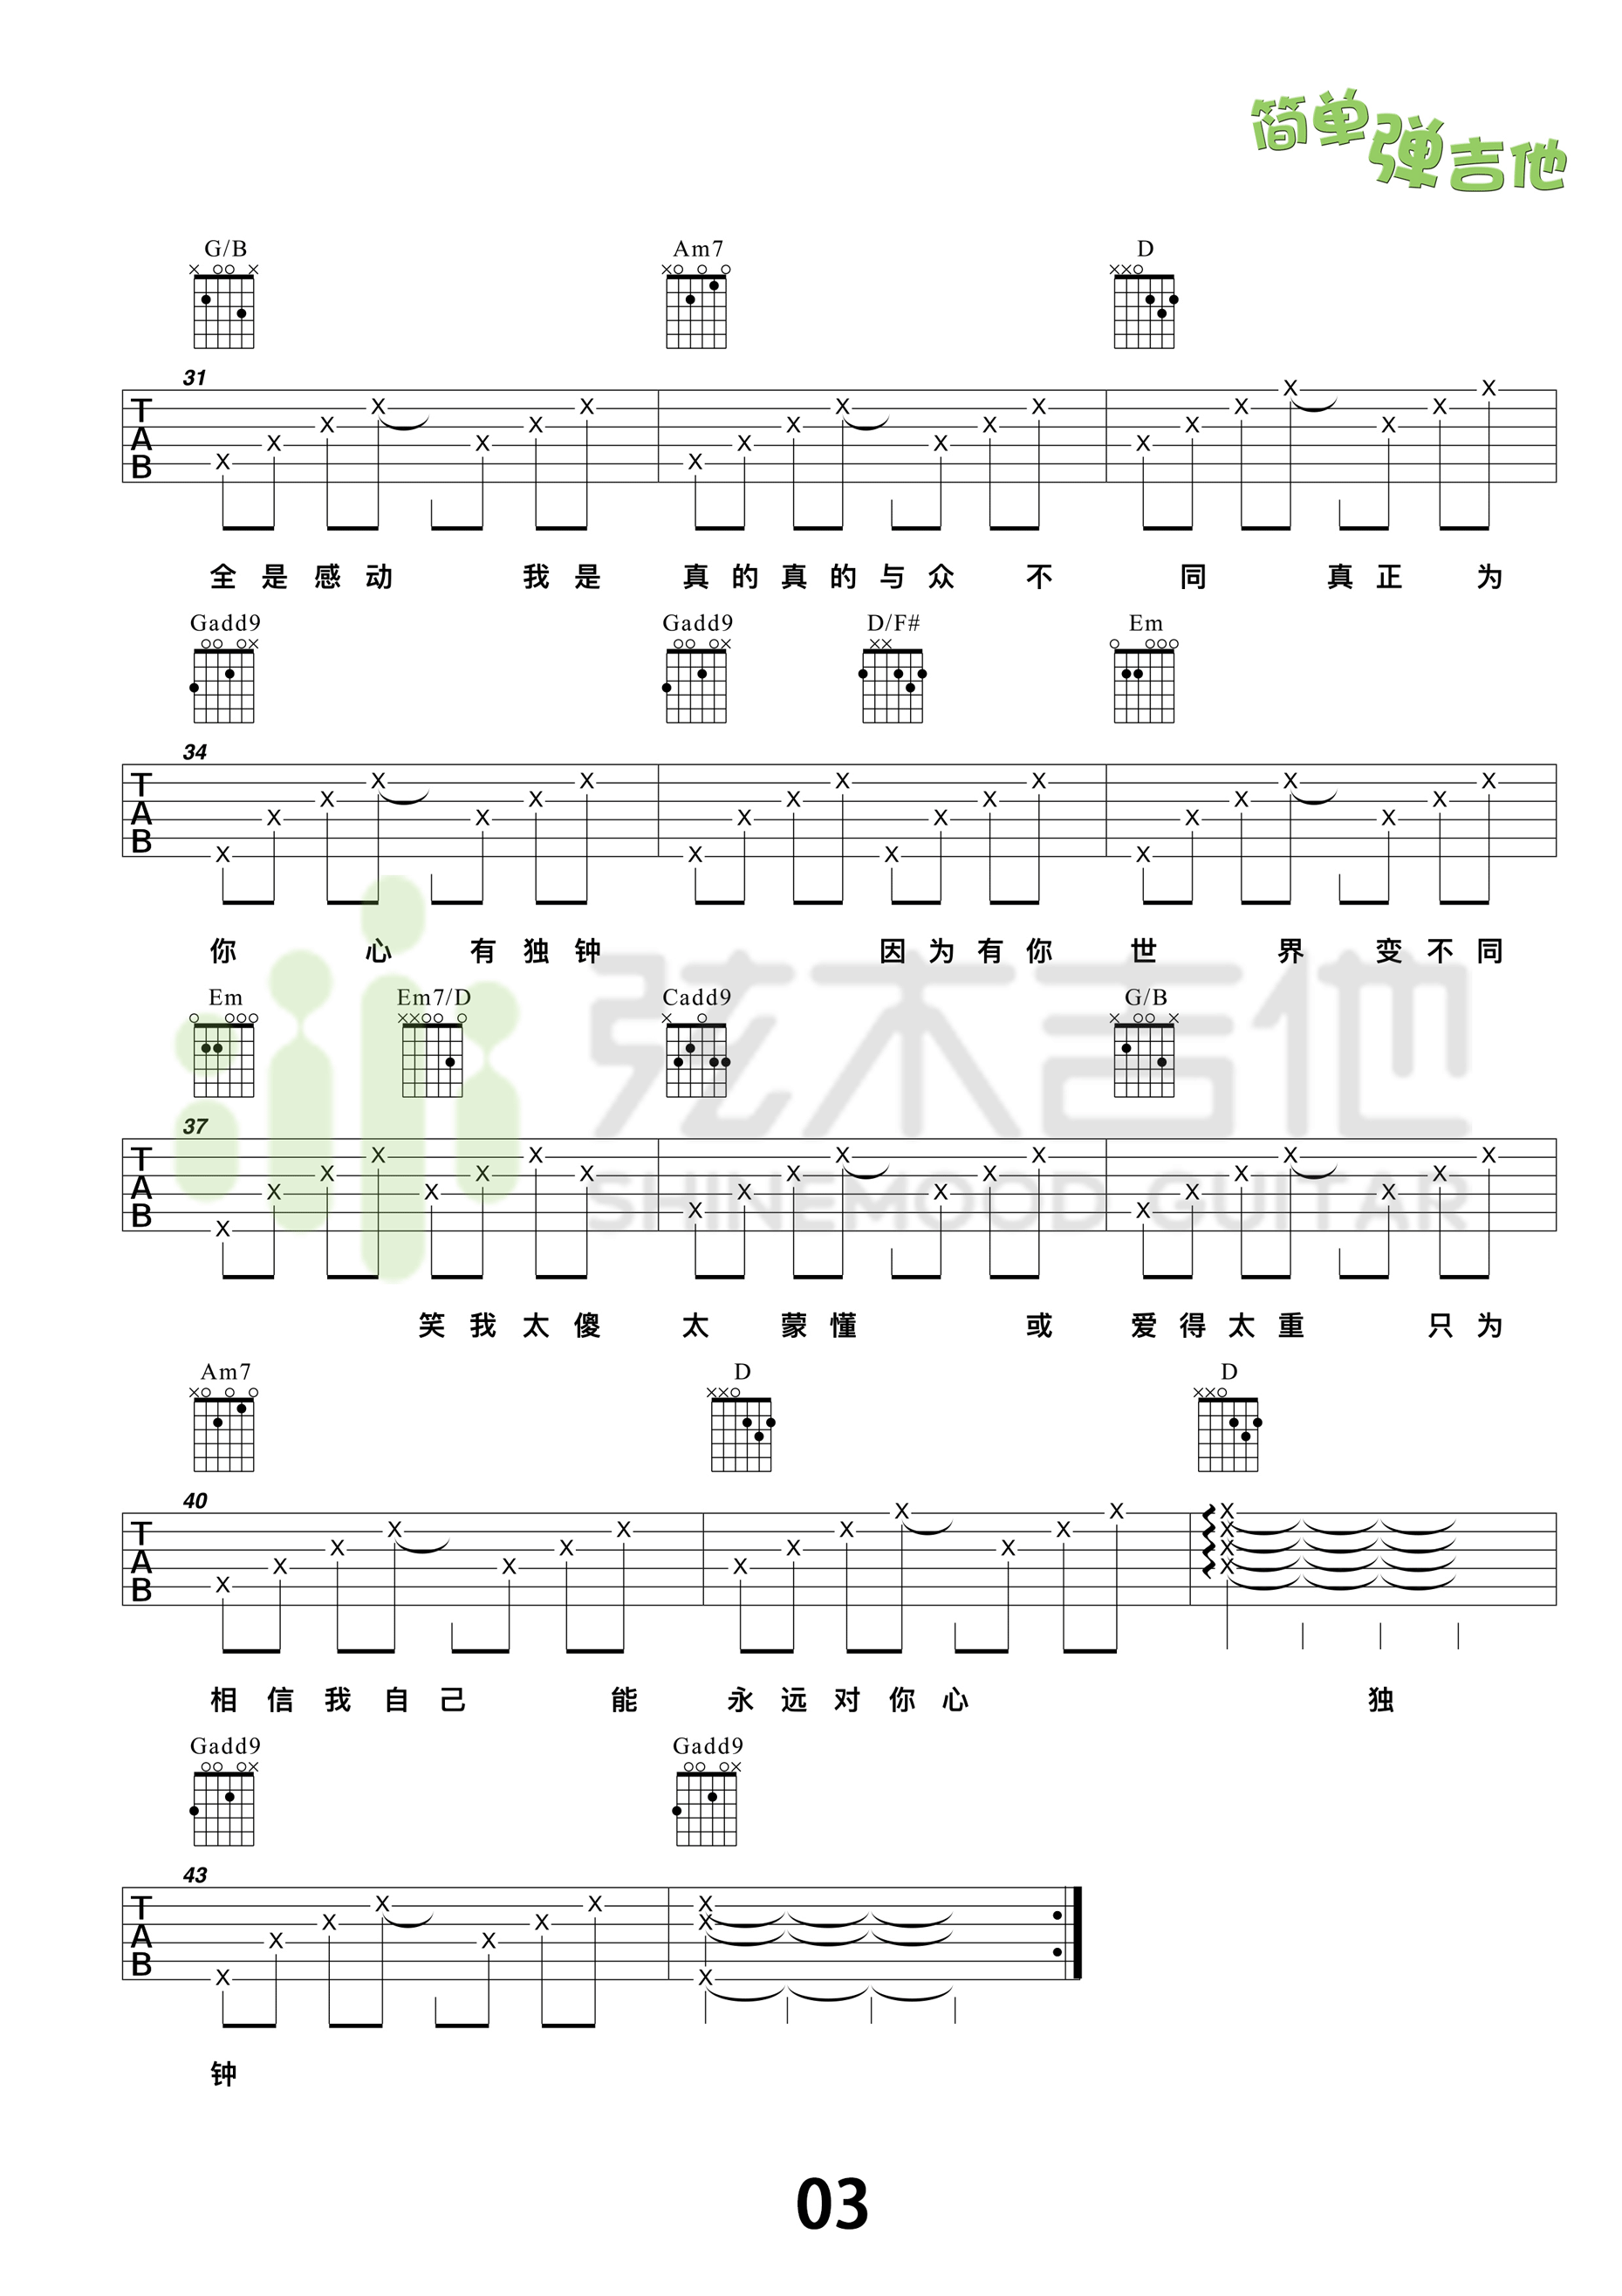 简单弹吉他
G/B Am7 D
31
TAB
全是感动 我是 真的真的与众 不 同 真正 为
Gadd9 Gadd9 D/F# Em
34
TAB
你 心 有独钟 因为有你 世 界 变不同
Em Em7/D Cadd9 G/B
弦木吉他
37
TAB
SHINEMOOD GUITAR
笑我太傻 太 蒙懂 或 爱得太重 只为
Am7 D D
40
TAB
相信我自己 能 永远对你心 独
Gadd9 Gadd9
43
TAB
钟
03